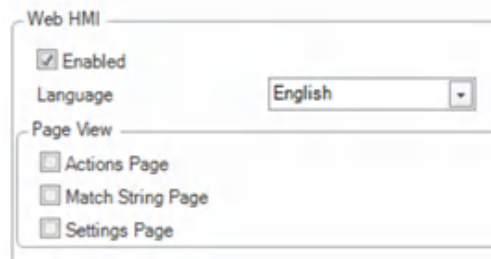 Web HMI
Enabled
Language English
Page View
Actions Page
Match String Page
Settings Page